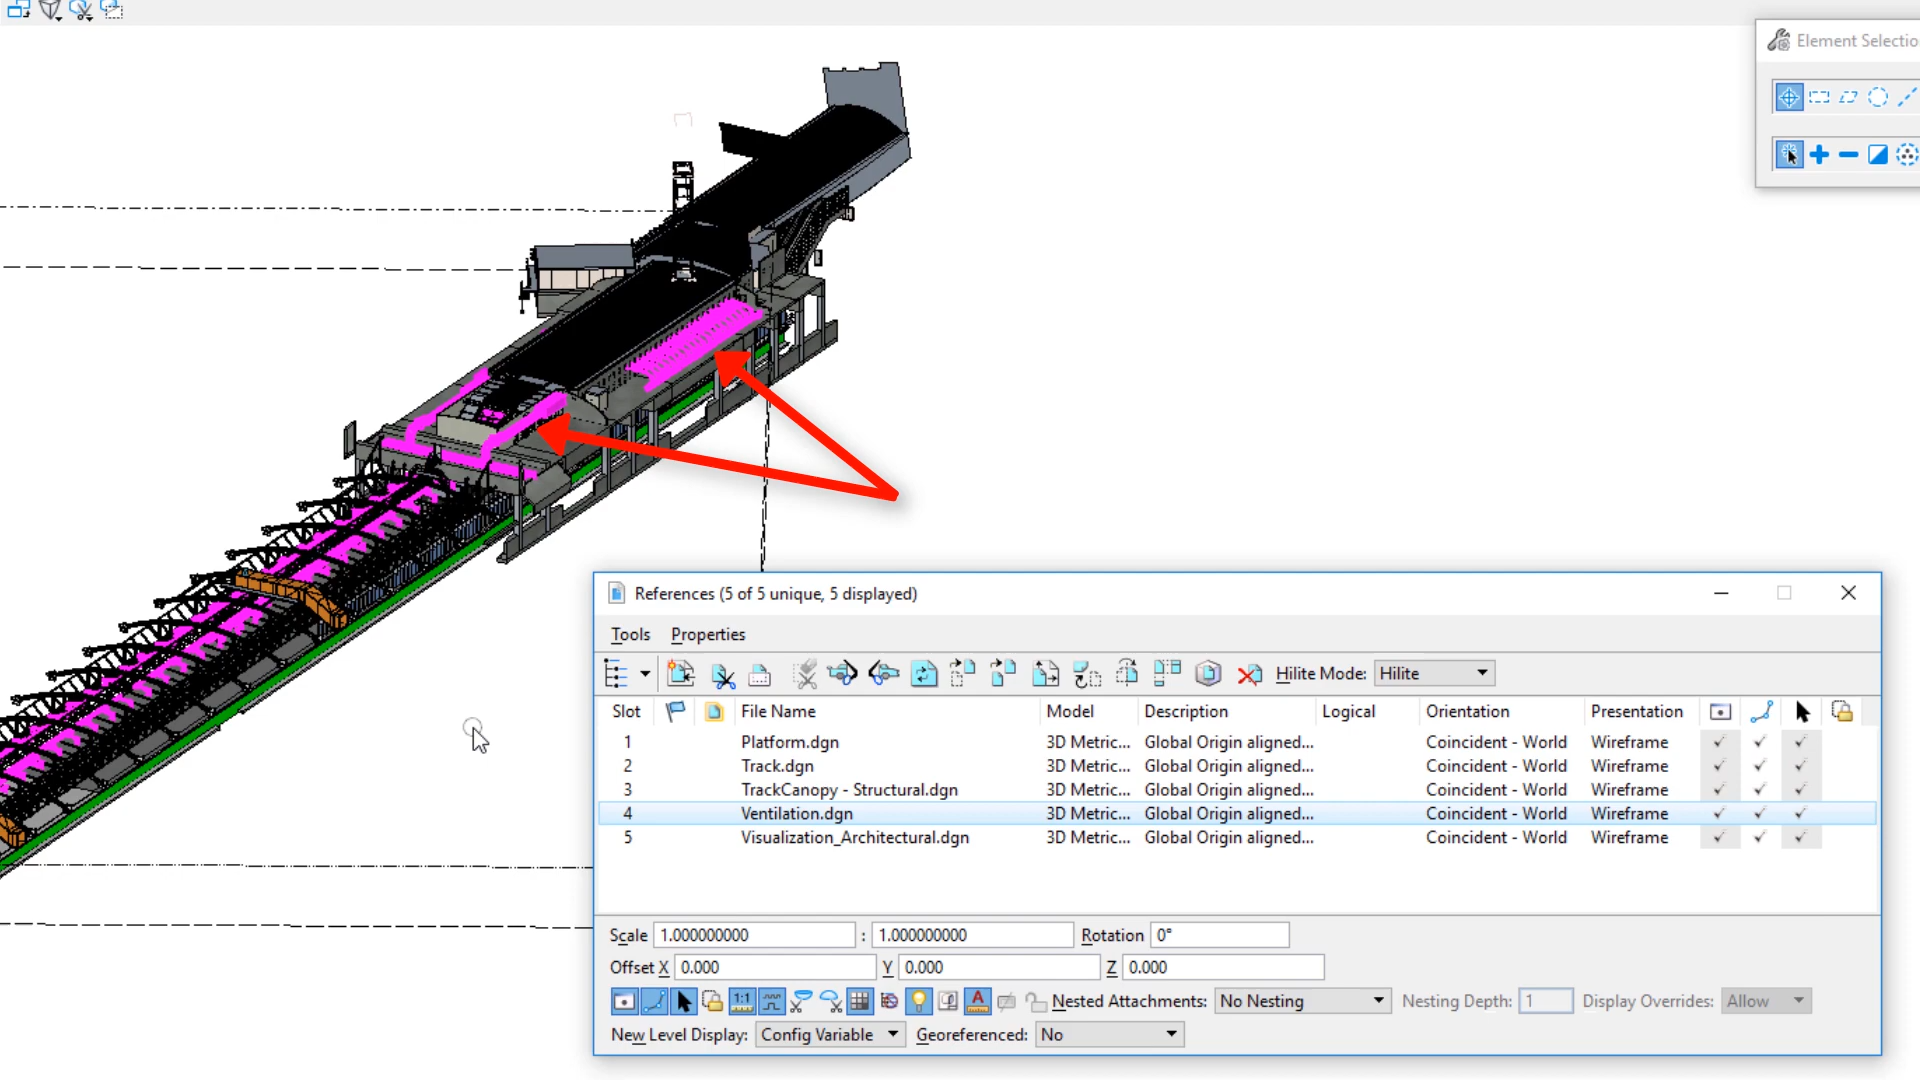 Element Selectio
References (5 of 5 unique, 5 displayed)
Tools Properties
Hilite Mode: Hilite
Slot File Name Model Description Logical Orientation Presentation
1 Platform.dgn 3D Metric... Global Origin aligned... Coincident - World Wireframe
2 Track.dgn 3D Metric... Global Origin aligned... Coincident - World Wireframe
3 TrackCanopy - Structural.dgn 3D Metric... Global Origin aligned... Coincident - World Wireframe
4 Ventilation.dgn 3D Metric... Global Origin aligned... Coincident - World Wireframe
5 Visualization_Architectural.dgn 3D Metric... Global Origin aligned... Coincident - World Wireframe
Scale 1.000000000 : 1.000000000 Rotation 0°
Offset X 0.000 Y 0.000 Z 0.000
1:1 A Nested Attachments: No Nesting Nesting Depth: 1 Display Overrides: Allow
New Level Display: Config Variable Georeferenced: No